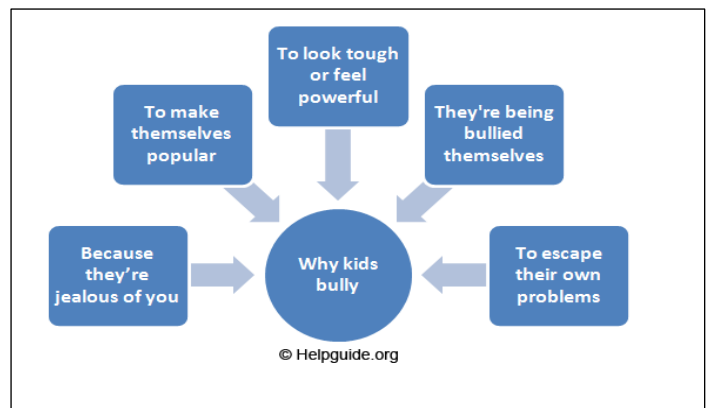 To look tough
or feel
powerful
To make
themselves
popular
They're being
bullied
themselves
Because
they’re
jealous of you
Why kids
bully
To escape
their own
problems
© Helpguide.org